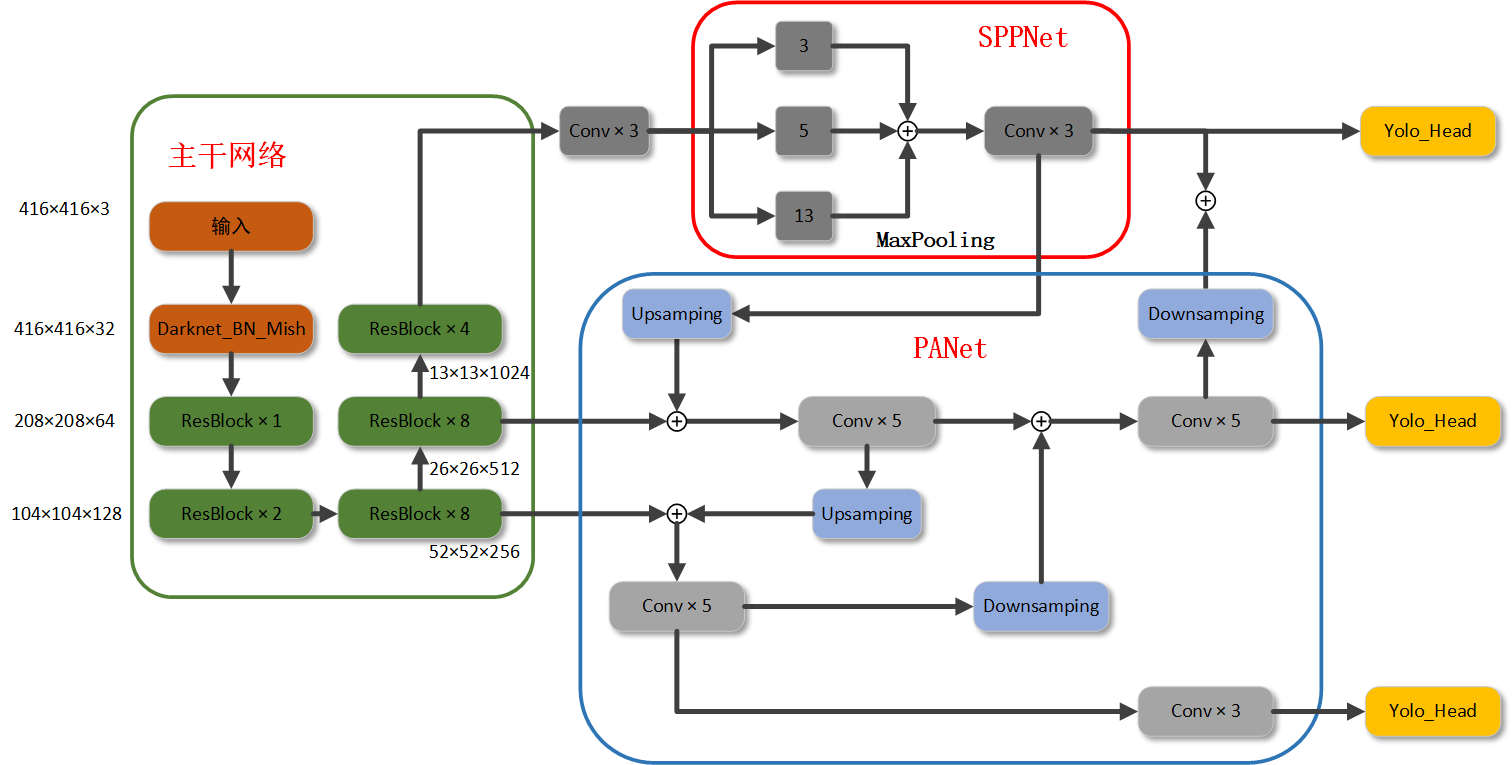 SPPNet
3
Conv × 3
5
Conv × 3
Yolo_Head
13
MaxPooling
主干网络
416×416×3
输入
416×416×32
Darknet_BN_Mish
ResBlock × 4
13×13×1024
208×208×64
ResBlock × 1
ResBlock × 8
26×26×512
104×104×128
ResBlock × 2
ResBlock × 8
52×52×256
Upsamping
Downsamping
PANet
Conv × 5
Conv × 5
Yolo_Head
Upsamping
Conv × 5
Downsamping
Conv × 3
Yolo_Head